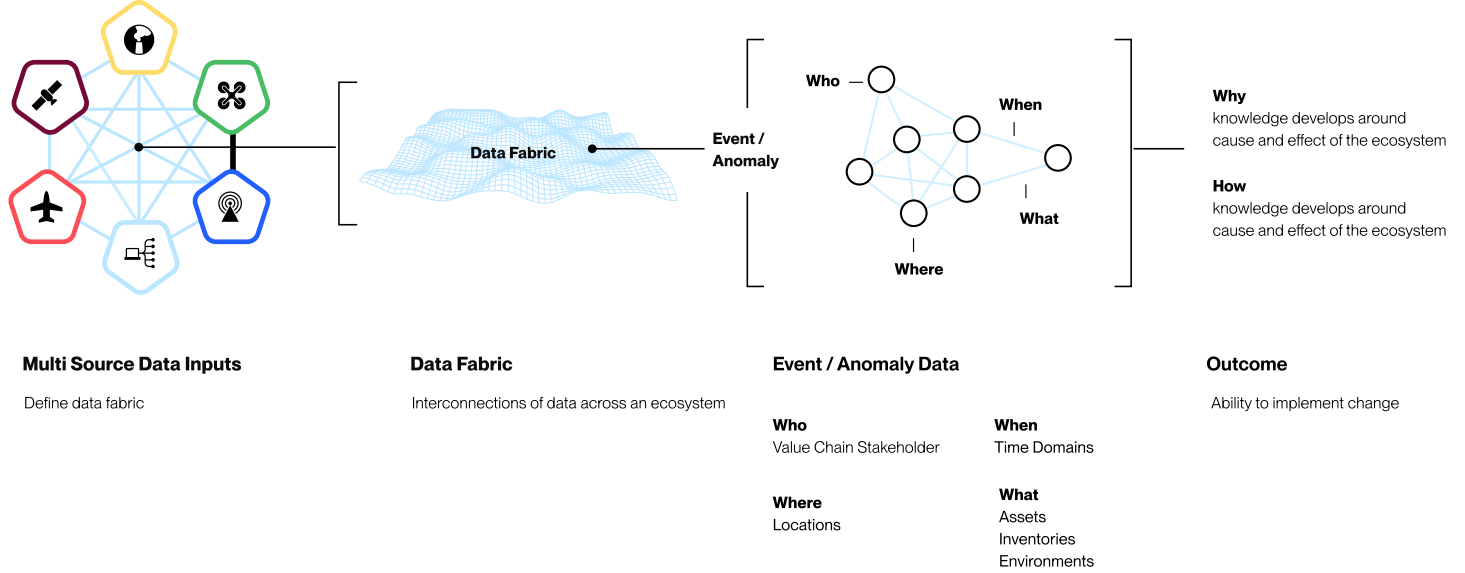 Who
When
Event /
Anomaly
Data Fabric
What
Where
Why
knowledge develops around
cause and effect of the ecosystem
How
knowledge develops around
cause and effect of the ecosystem
Multi Source Data Inputs
Define data fabric
Data Fabric
Interconnections of data across an ecosystem
Event / Anomaly Data
Who
Value Chain Stakeholder
When
Time Domains
Where
Locations
What
Assets
Inventories
Environments
Outcome
Ability to implement change